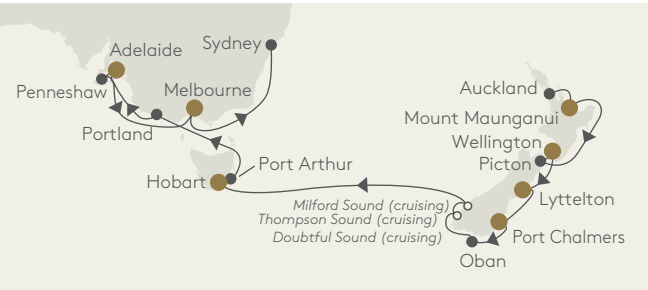 Adelaide
Sydney
Penneshaw
Melbourne
Portland
Port Arthur
Hobart
Auckland
Mount Maunganui
Wellington
Picton
Lyttelton
Milford Sound (cruising)
Thompson Sound (cruising)
Doubtful Sound (cruising)
Port Chalmers
Oban